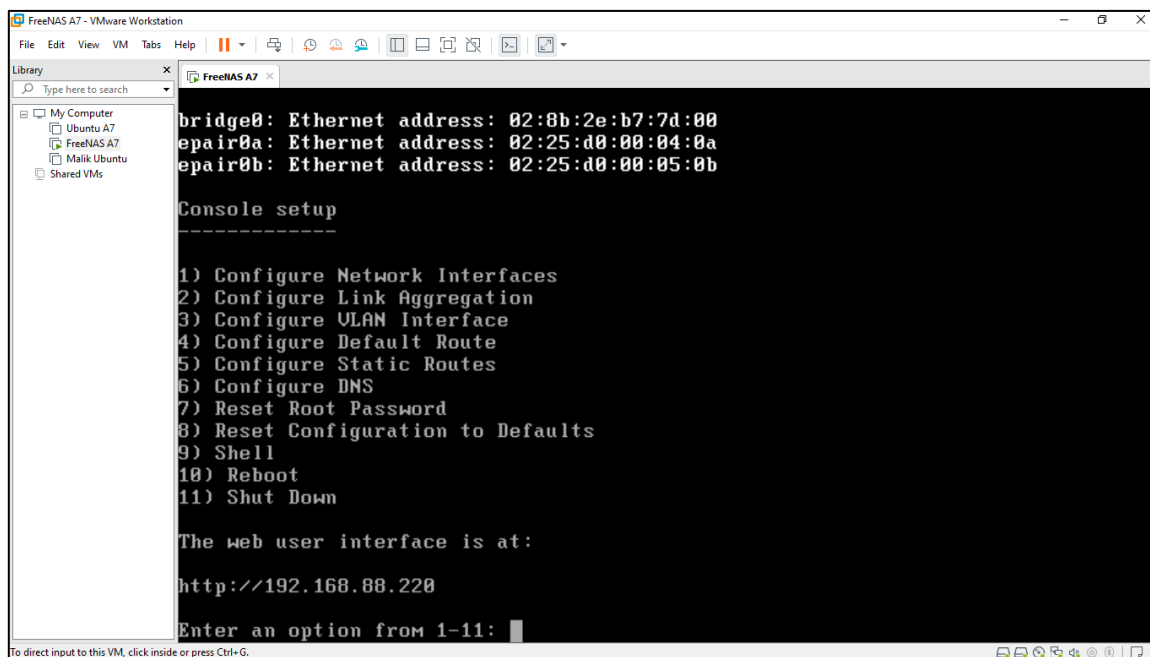 FreeNAS A7 - VMware Workstation
File Edit View VM Tabs Help
Library
Type here to search
My Computer
Ubuntu A7
FreeNAS A7
Malik Ubuntu
Shared VMs
FreeNAS A7
bridge0: Ethernet address: 02:8b:2e:b7:7d:00
epair0a: Ethernet address: 02:25:d0:00:04:0a
epair0b: Ethernet address: 02:25:d0:00:05:0b
Console setup
-------------
1) Configure Network Interfaces
2) Configure Link Aggregation
3) Configure VLAN Interface
4) Configure Default Route
5) Configure Static Routes
6) Configure DNS
7) Reset Root Password
8) Reset Configuration to Defaults
9) Shell
10) Reboot
11) Shut Down
The web user interface is at:
http://192.168.88.220
Enter an option from 1-11:
To direct input to this VM, click inside or press Ctrl+G.